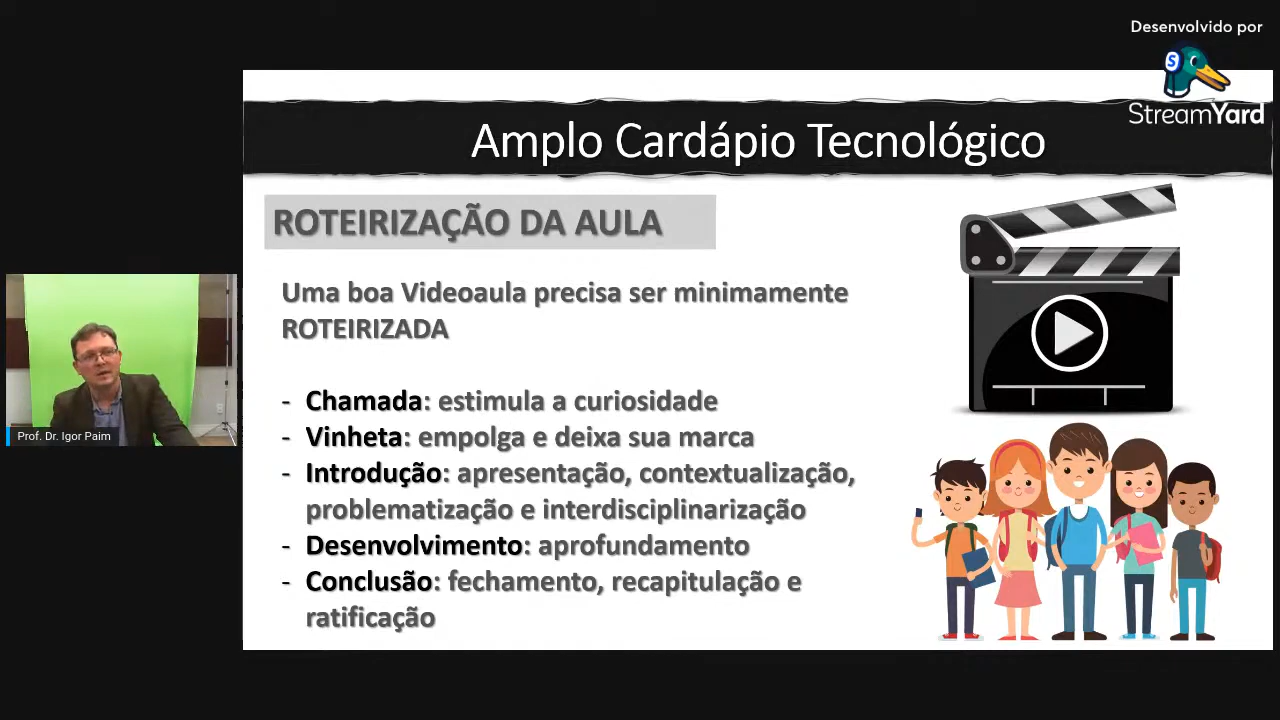 Desenvolvido por
S
StreamYard
Amplo Cardápio Tecnológico
ROTEIRIZAÇÃO DA AULA
Uma boa Videoaula precisa ser minimamente
ROTEIRIZADA
- Chamada: estimula a curiosidade
- Vinheta: empolga e deixa sua marca
- Introdução: apresentação, contextualização,
problematização e interdisciplinarização
- Desenvolvimento: aprofundamento
- Conclusão: fechamento, recapitulação e
ratificação
Prof. Dr. Igor Paim